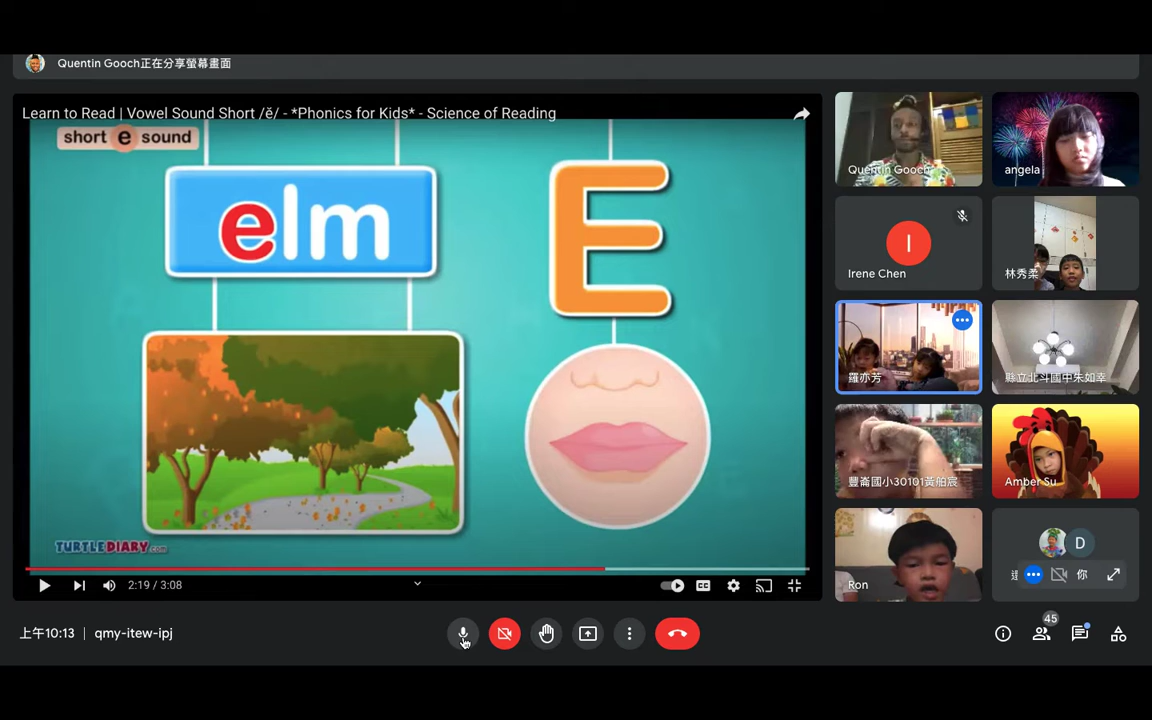 Quentin Gooch正在分享螢幕畫面
Learn to Read | Vowel Sound Short /ĕ/ - *Phonics for Kids* - Science of Reading
short e sound
elm
E
TURTLEDIARY.com
2:19 / 3:08
Quentin Gooch
angela
I
Irene Chen
林秀柔
羅亦芳
縣立北斗國中朱如幸
豐崙國小30101黃舶宸
Amber Su
Ron
D
你
上午10:13 | qmy-itew-ipj
45